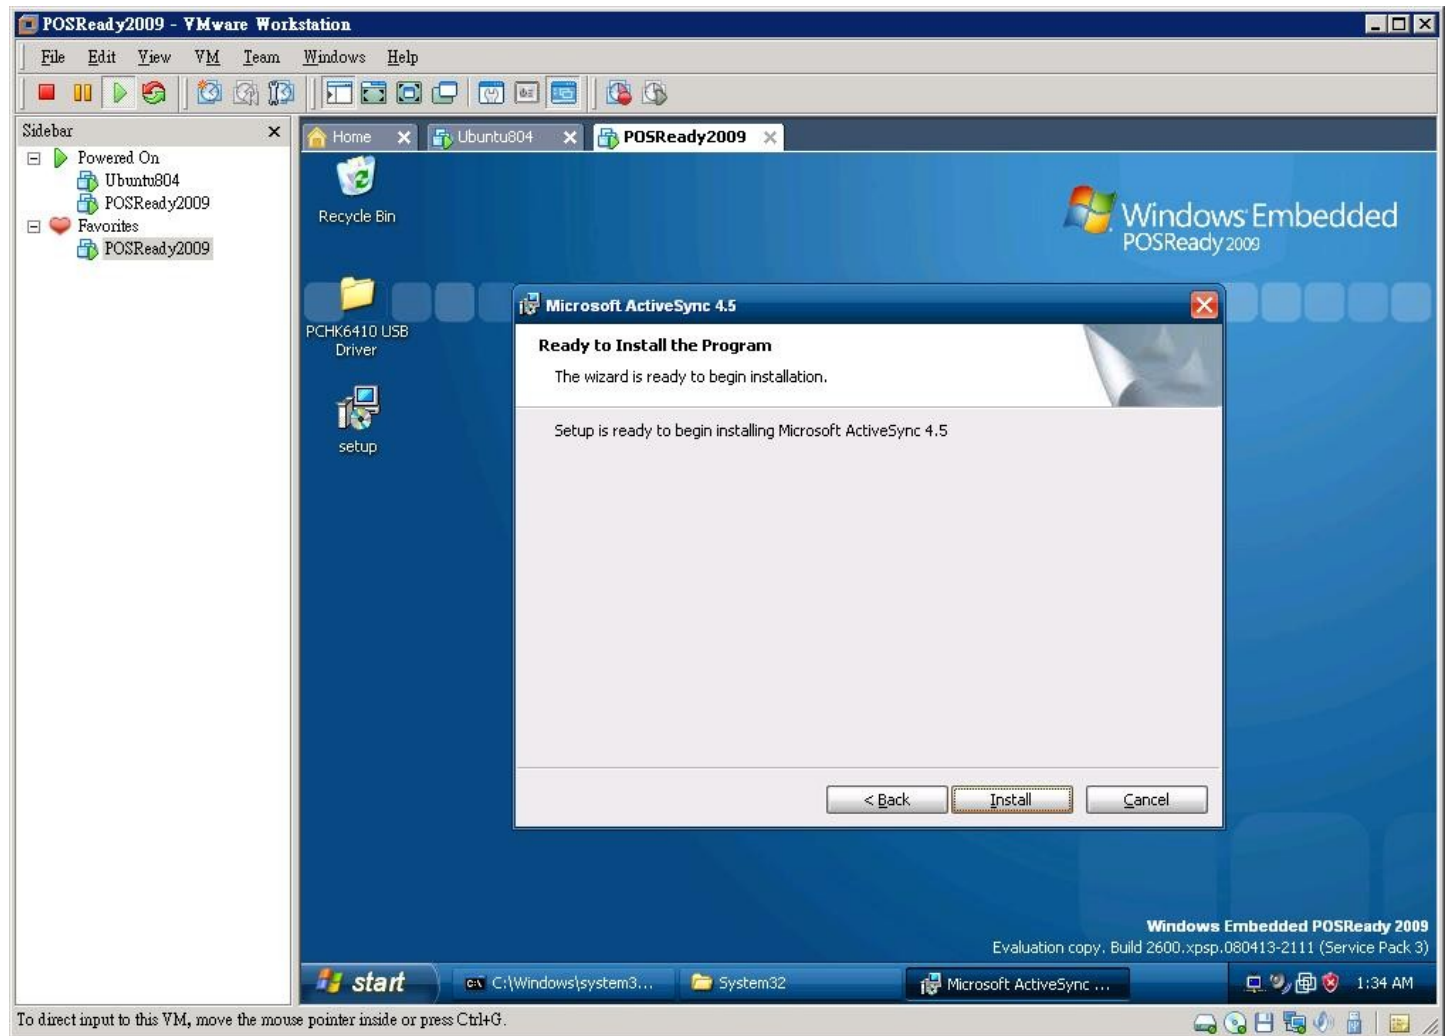 POSReady2009 - VMware Workstation
File Edit View VM Team Windows Help
Sidebar
Powered On
Ubuntu804
POSReady2009
Favorites
POSReady2009
Home Ubuntu804 POSReady2009
Recycle Bin
Windows Embedded
POSReady 2009
PCHK6410 USB
Driver
setup
Microsoft ActiveSync 4.5
Ready to Install the Program
The wizard is ready to begin installation.
Setup is ready to begin installing Microsoft ActiveSync 4.5
< Back Install Cancel
Windows Embedded POSReady 2009
Evaluation copy. Build 2600.xpsp.080413-2111 (Service Pack 3)
start C:\Windows\system3... System32 Microsoft ActiveSync ... 1:34 AM
To direct input to this VM, move the mouse pointer inside or press Ctrl+G.